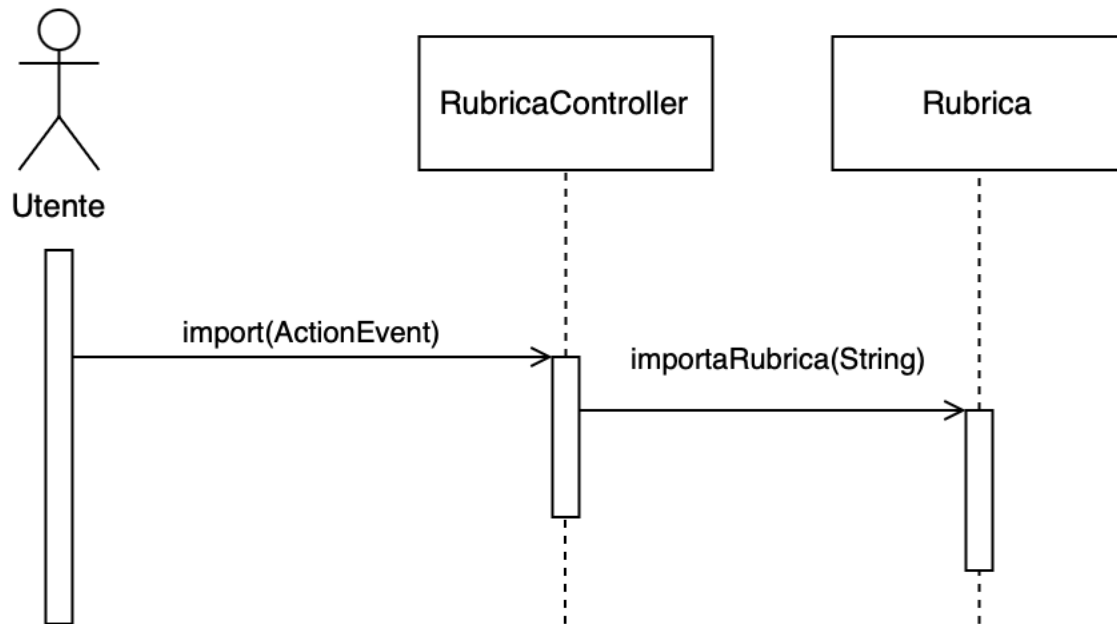 RubricaController
Rubrica
Utente
import(ActionEvent)
importaRubrica(String)